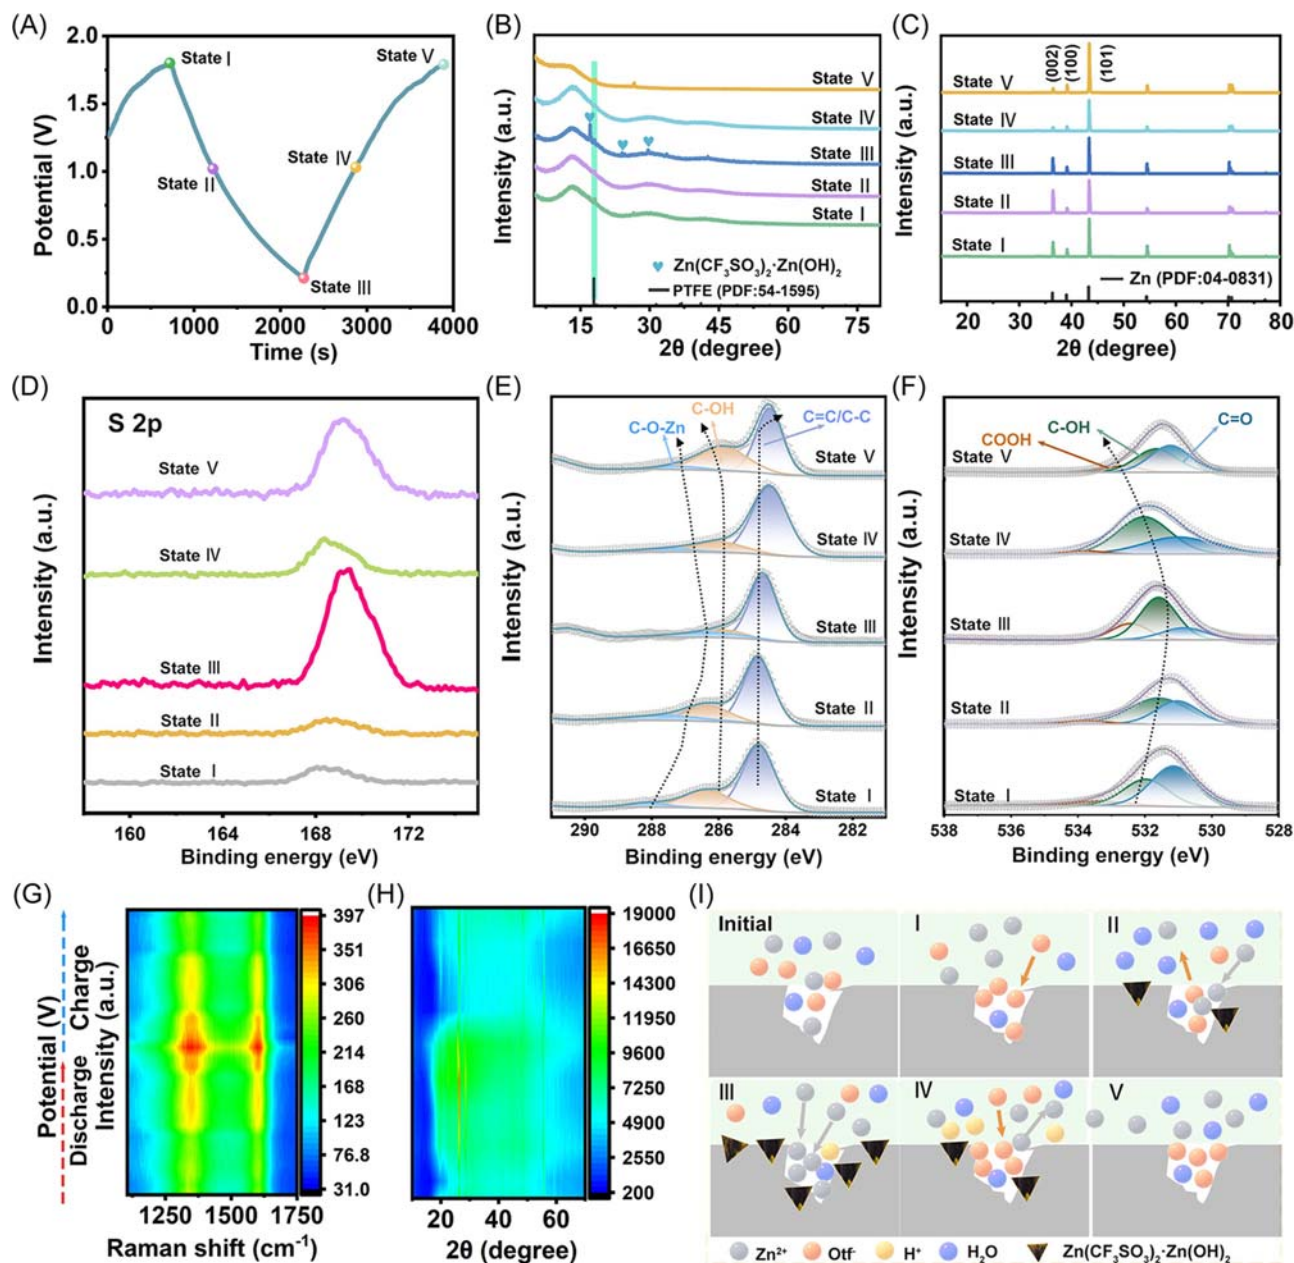 (A)
2.0
1.5
1.0
0.5
0.0
Potential (V)
State Ⅰ
State Ⅱ
State Ⅲ
State Ⅳ
State Ⅴ
0 1000 2000 3000 4000
Time (s)
(B)
Intensity (a.u.)
State Ⅴ
State Ⅳ
State Ⅲ
State Ⅱ
State Ⅰ
♥ Zn(CF₃SO₃)₂·Zn(OH)₂
PTFE (PDF:54-1595)
15 30 45 60 75
2θ (degree)
(C)
Intensity (a.u.)
(002) (100) (101)
State Ⅴ
State Ⅳ
State Ⅲ
State Ⅱ
State Ⅰ
Zn (PDF:04-0831)
20 30 40 50 60 70 80
2θ (degree)
(D)
S 2p
Intensity (a.u.)
State Ⅴ
State Ⅳ
State Ⅲ
State Ⅱ
State Ⅰ
160 164 168 172
Binding energy (eV)
(E)
Intensity (a.u.)
C-O-Zn
C-OH
C=C/C-C
State Ⅴ
State Ⅳ
State Ⅲ
State Ⅱ
State Ⅰ
290 288 286 284 282
Binding energy (eV)
(F)
Intensity (a.u.)
COOH
C-OH
C=O
State Ⅴ
State Ⅳ
State Ⅲ
State Ⅱ
State Ⅰ
538 536 534 532 530 528
Binding energy (eV)
(G)
Potential (V)
Discharge Charge
Intensity (a.u.)
397
351
306
260
214
168
123
76.8
31.0
1250 1500 1750
Raman shift (cm⁻¹)
(H)
19000
16650
14300
11950
9600
7250
4900
2550
200
20 40 60
2θ (degree)
(I)
Initial
Ⅰ
Ⅱ
Ⅲ
Ⅳ
Ⅴ
Zn²⁺ Otf⁻ H⁺ H₂O Zn(CF₃SO₃)₂·Zn(OH)₂